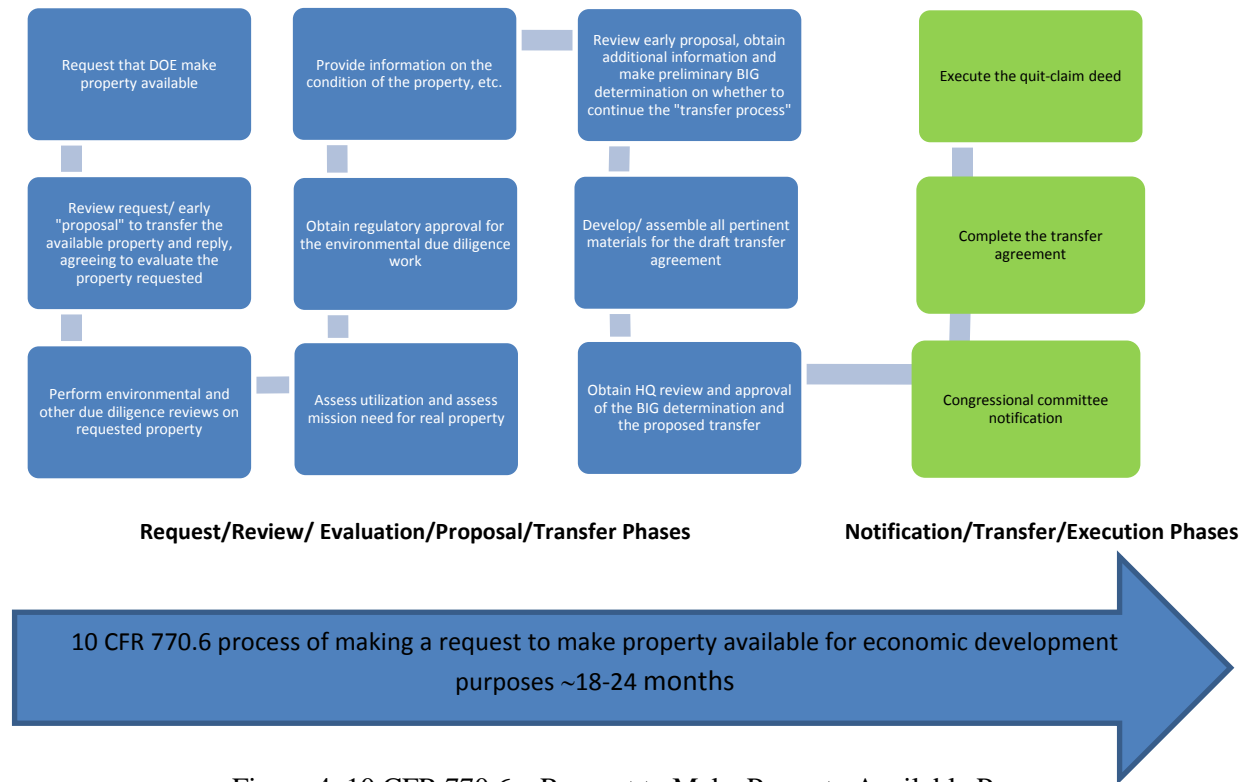 Request that DOE make
property available
Review request/ early
"proposal" to transfer the
available property and reply,
agreeing to evaluate the
property requested
Perform environmental and
other due diligence reviews on
requested property
Assess utilization and assess
mission need for real property
Obtain regulatory approval for
the environmental due diligence
work
Provide information on the
condition of the property, etc.
Review early proposal, obtain
additional information and
make preliminary BIG
determination on whether to
continue the "transfer process"
Develop/ assemble all pertinent
materials for the draft transfer
agreement
Obtain HQ review and approval
of the BIG determination and
the proposed transfer
Congressional committee
notification
Complete the transfer
agreement
Execute the quit-claim deed
Request/Review/ Evaluation/Proposal/Transfer Phases
Notification/Transfer/Execution Phases
10 CFR 770.6 process of making a request to make property available for economic development
purposes ~18-24 months